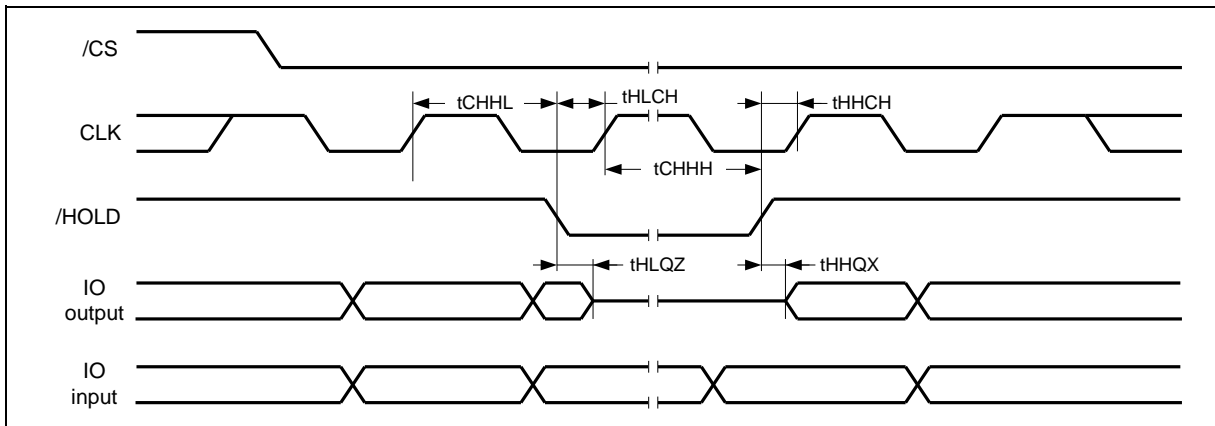 /CS
tCHHL
tHLCH
tHHCH
CLK
tCHHH
/HOLD
tHLQZ
tHHQX
IO
output
IO
input